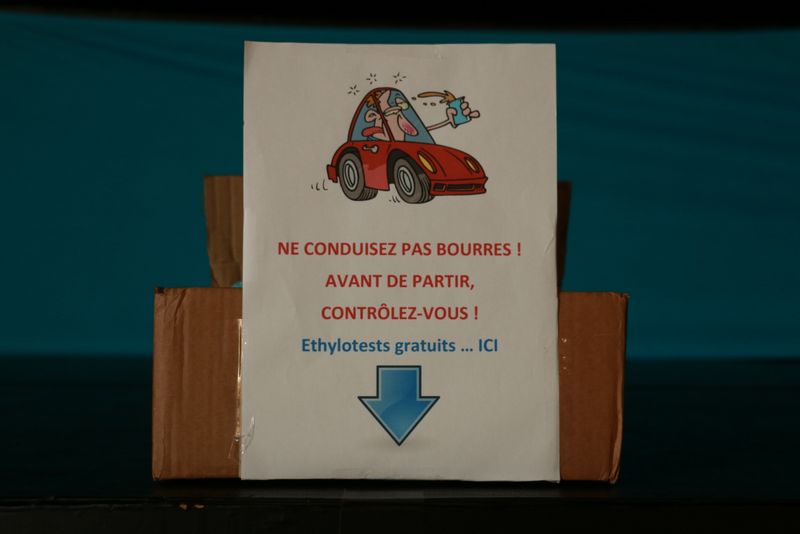 NE CONDUISEZ PAS BOURRES !
AVANT DE PARTIR,
CONTRÔLEZ-VOUS !
Ethylotests gratuits ... ICI